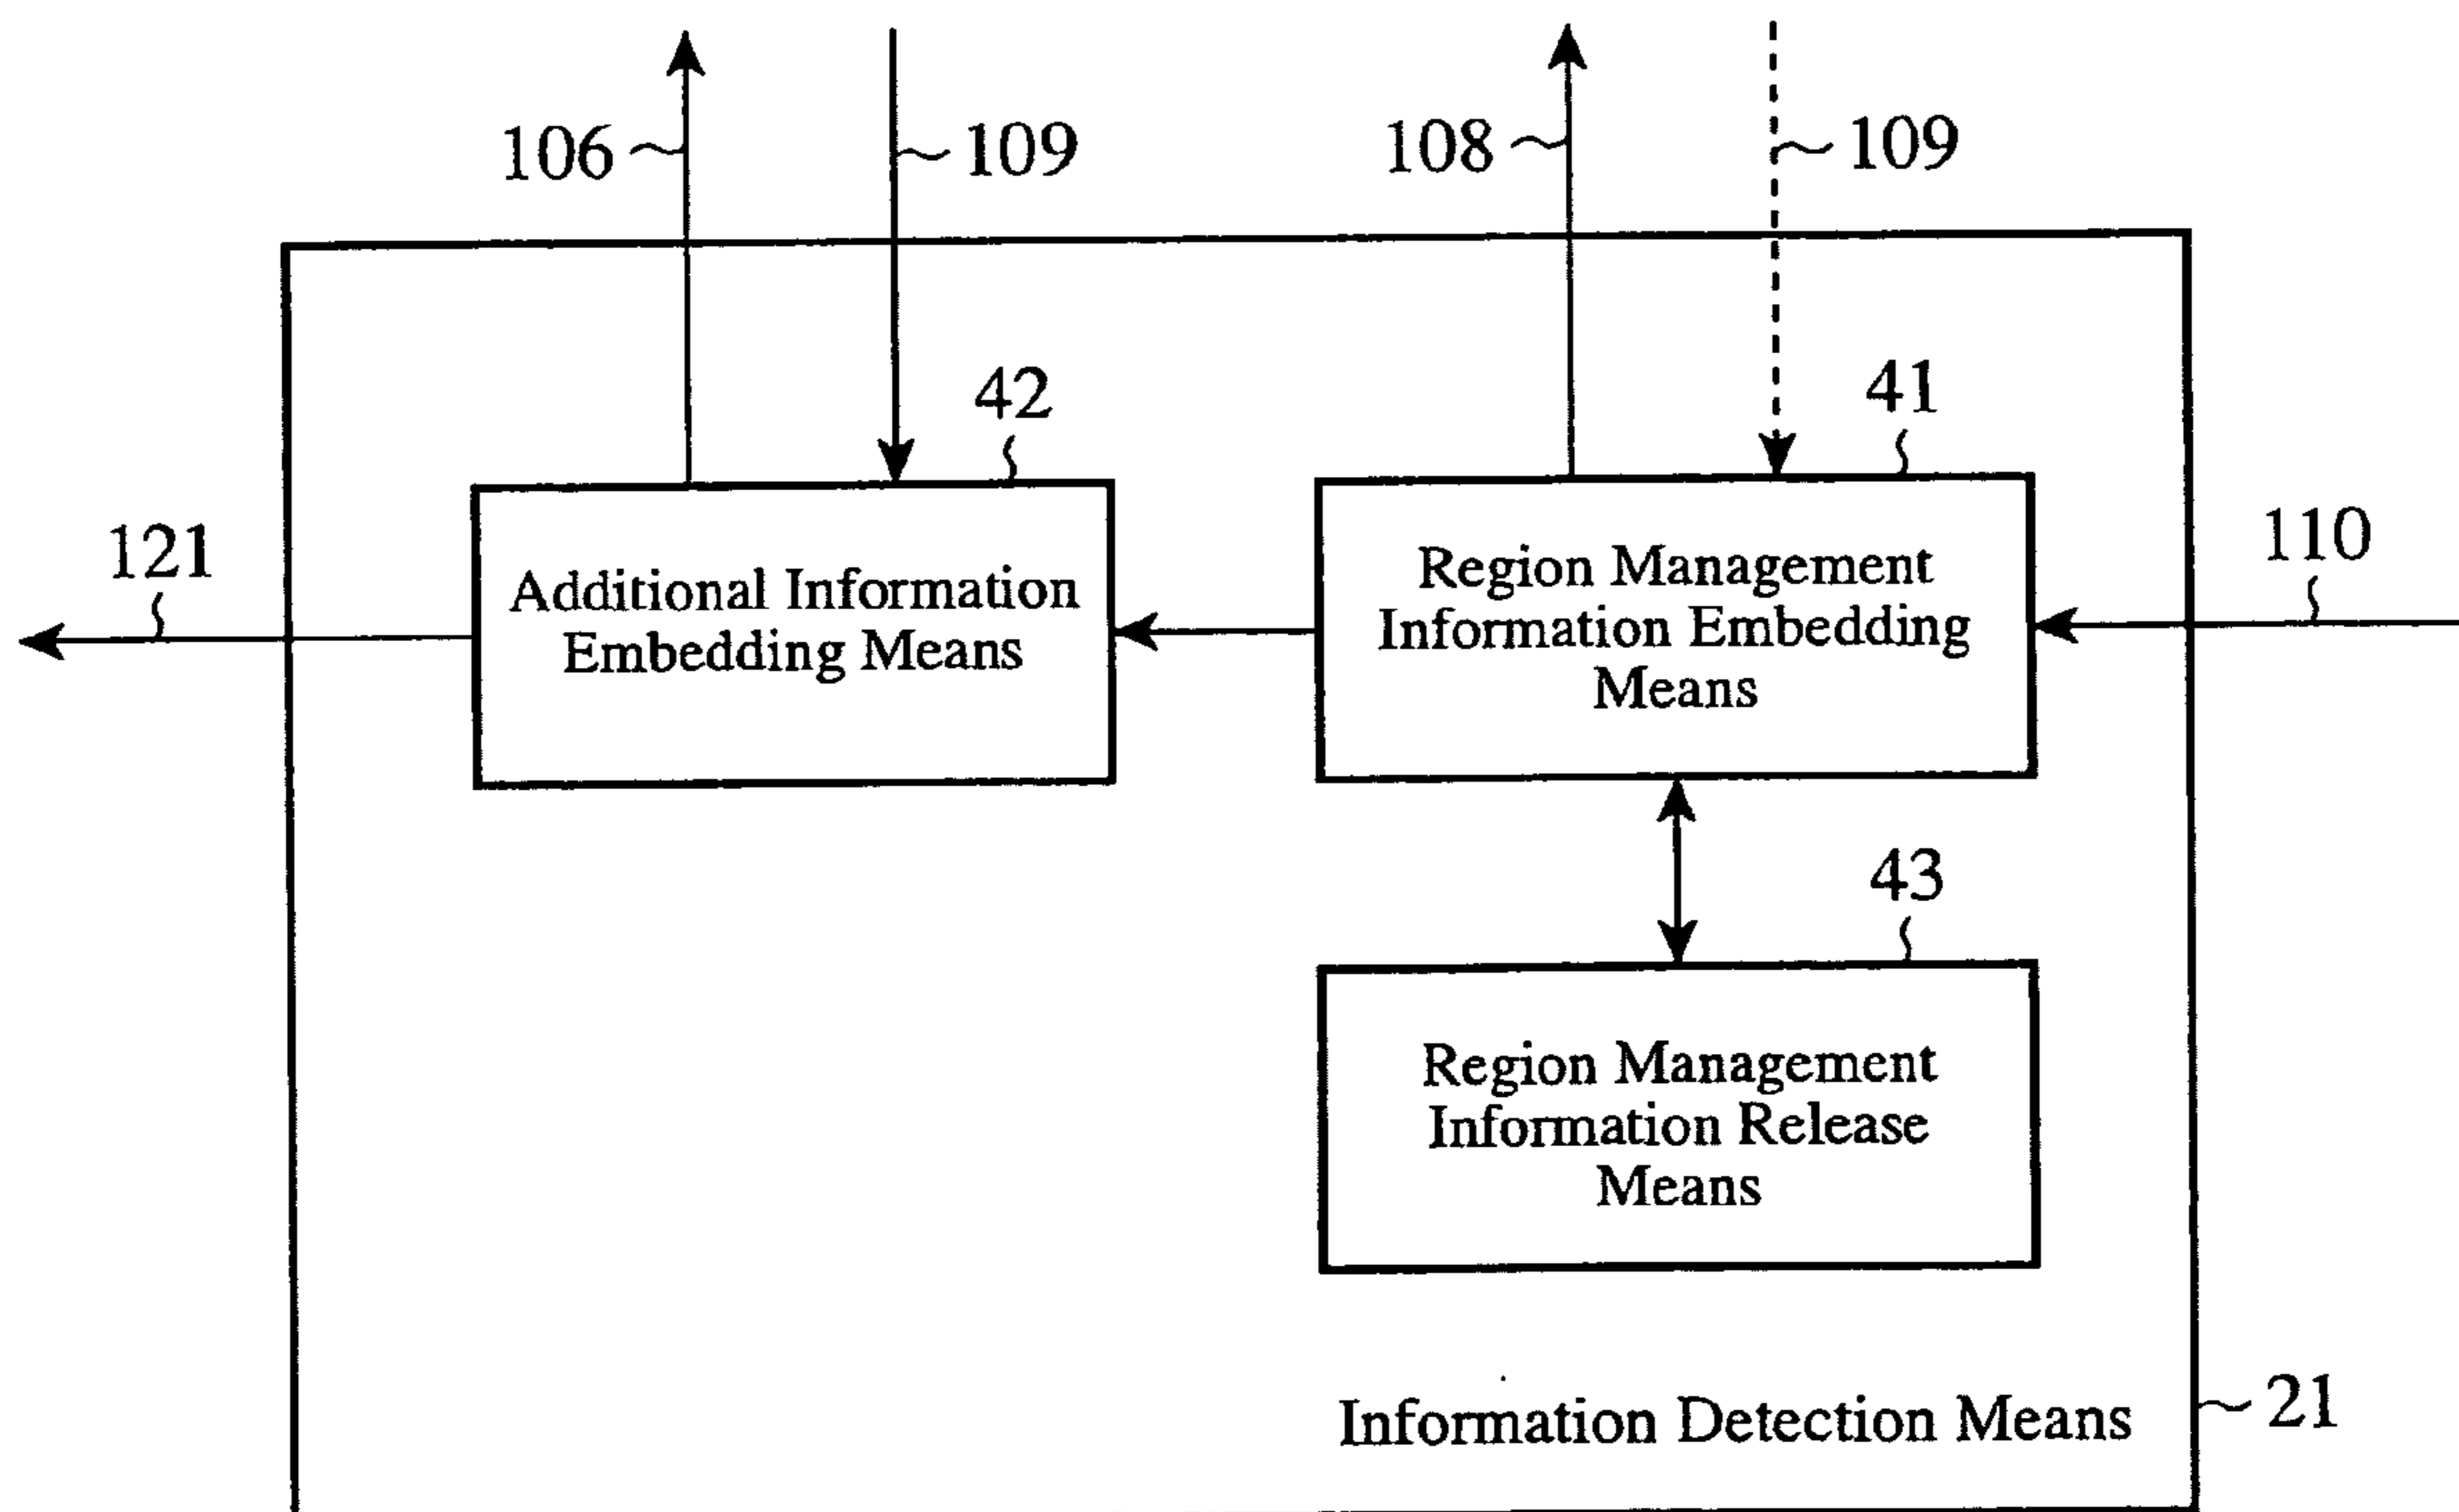 106
109
108
109
42
41
121
110
Additional Information
Embedding Means
Region Management
Information Embedding
Means
43
Region Management
Information Release
Means
Information Detection Means
21